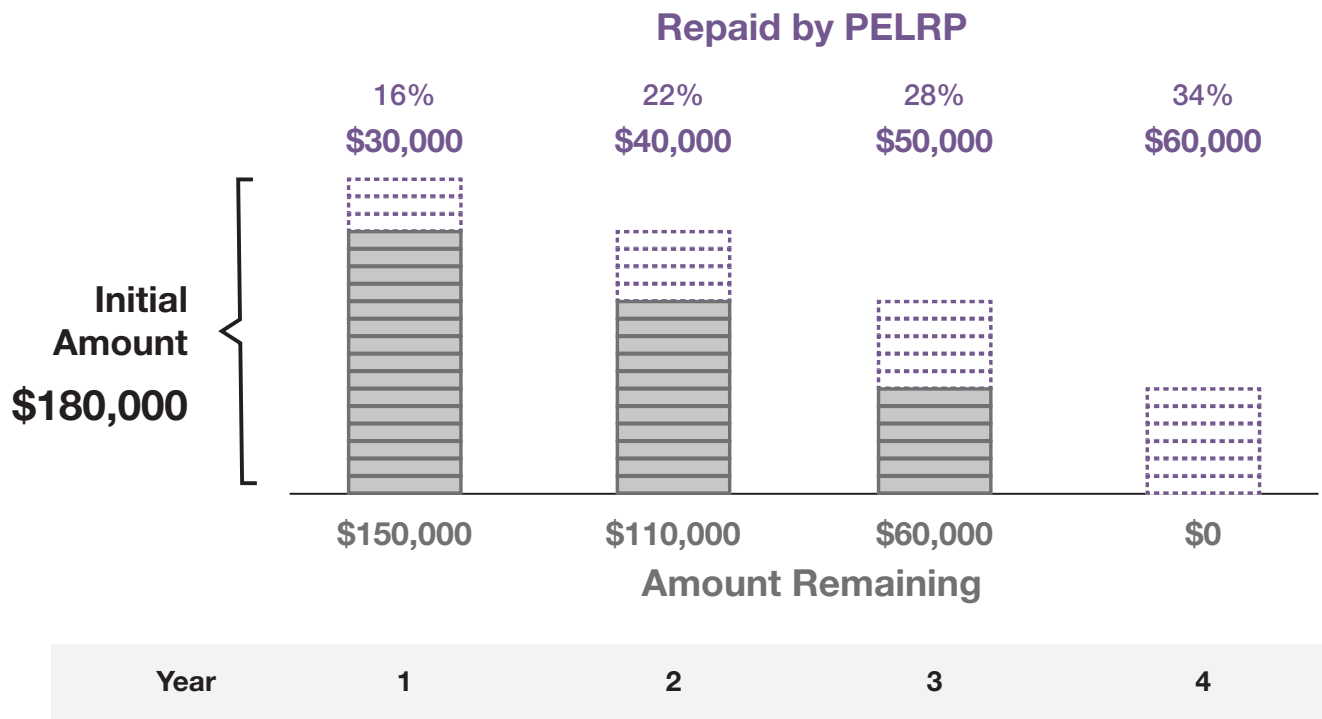 Repaid by PELRP
16% 22% 28% 34%
$30,000 $40,000 $50,000 $60,000
Initial
Amount
$180,000
$150,000 $110,000 $60,000 $0
Amount Remaining
Year 1 2 3 4